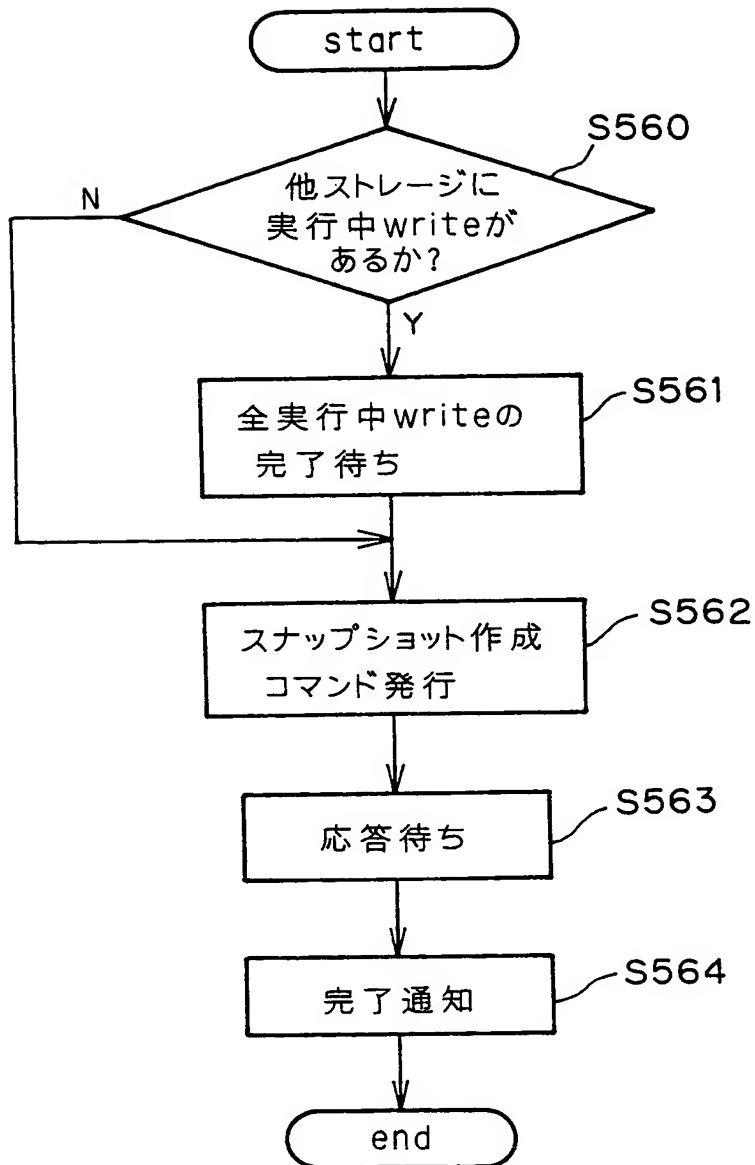 start
S560
他ストレージに
実行中writeが
あるか?
N
Y
S561
全実行中writeの
完了待ち
S562
スナップショット作成
コマンド発行
S563
応答待ち
S564
完了通知
end